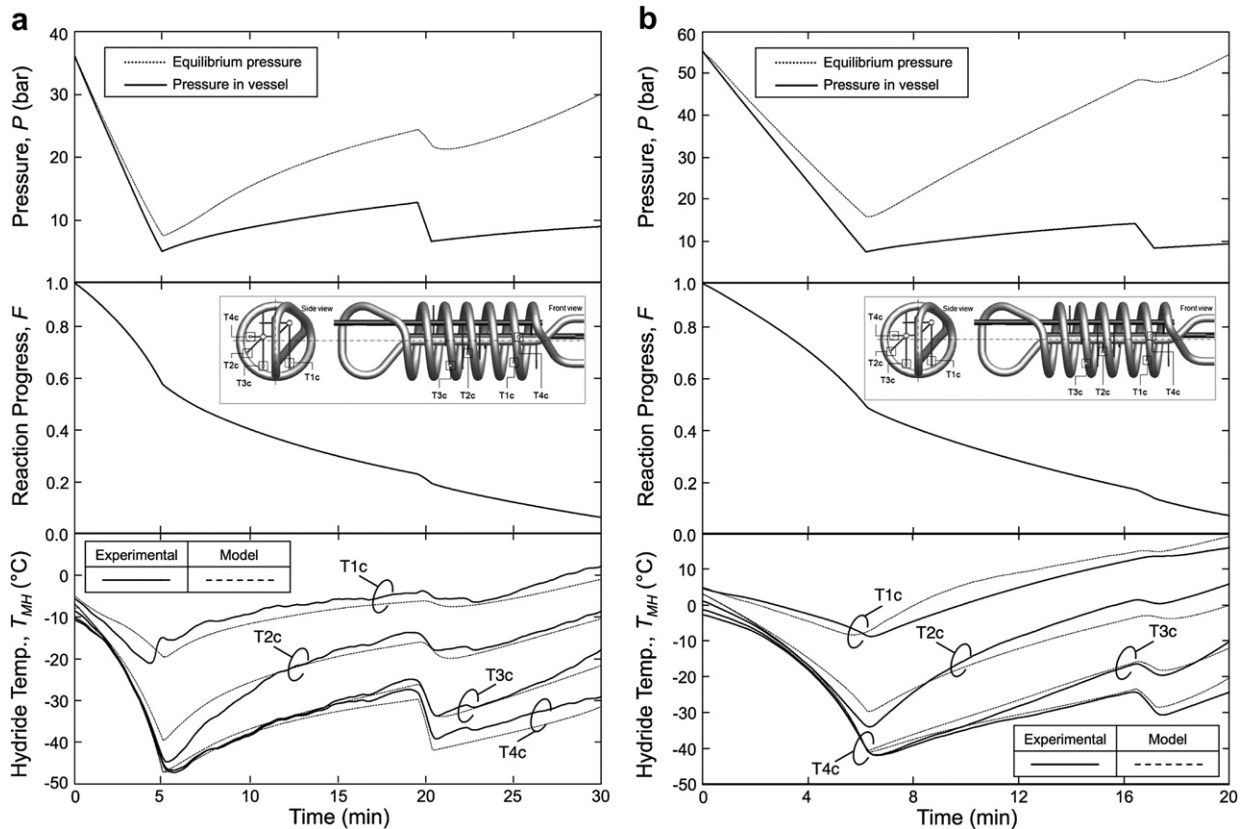 a
Pressure, P (bar)
40
30
20
10
Equilibrium pressure
Pressure in vessel
Reaction Progress, F
1.0
0.8
0.6
0.4
0.2
0.0
Side view
Front view
T4c
T2c
T3c
T1c
T3c T2c T1c T4c
Hydride Temp., TMH (°C)
0
-10
-20
-30
-40
-50
Experimental Model
T1c
T2c
T3c
T4c
0 5 10 15 20 25 30
Time (min)
b
Pressure, P (bar)
60
50
40
30
20
10
Equilibrium pressure
Pressure in vessel
Reaction Progress, F
1.0
0.8
0.6
0.4
0.2
0.0
Side view
Front view
T4c
T2c
T3c
T1c
T3c T2c T1c T4c
Hydride Temp., TMH (°C)
10
0
-10
-20
-30
-40
-50
T1c
T2c
T3c
T4c
Experimental Model
0 4 8 12 16 20
Time (min)